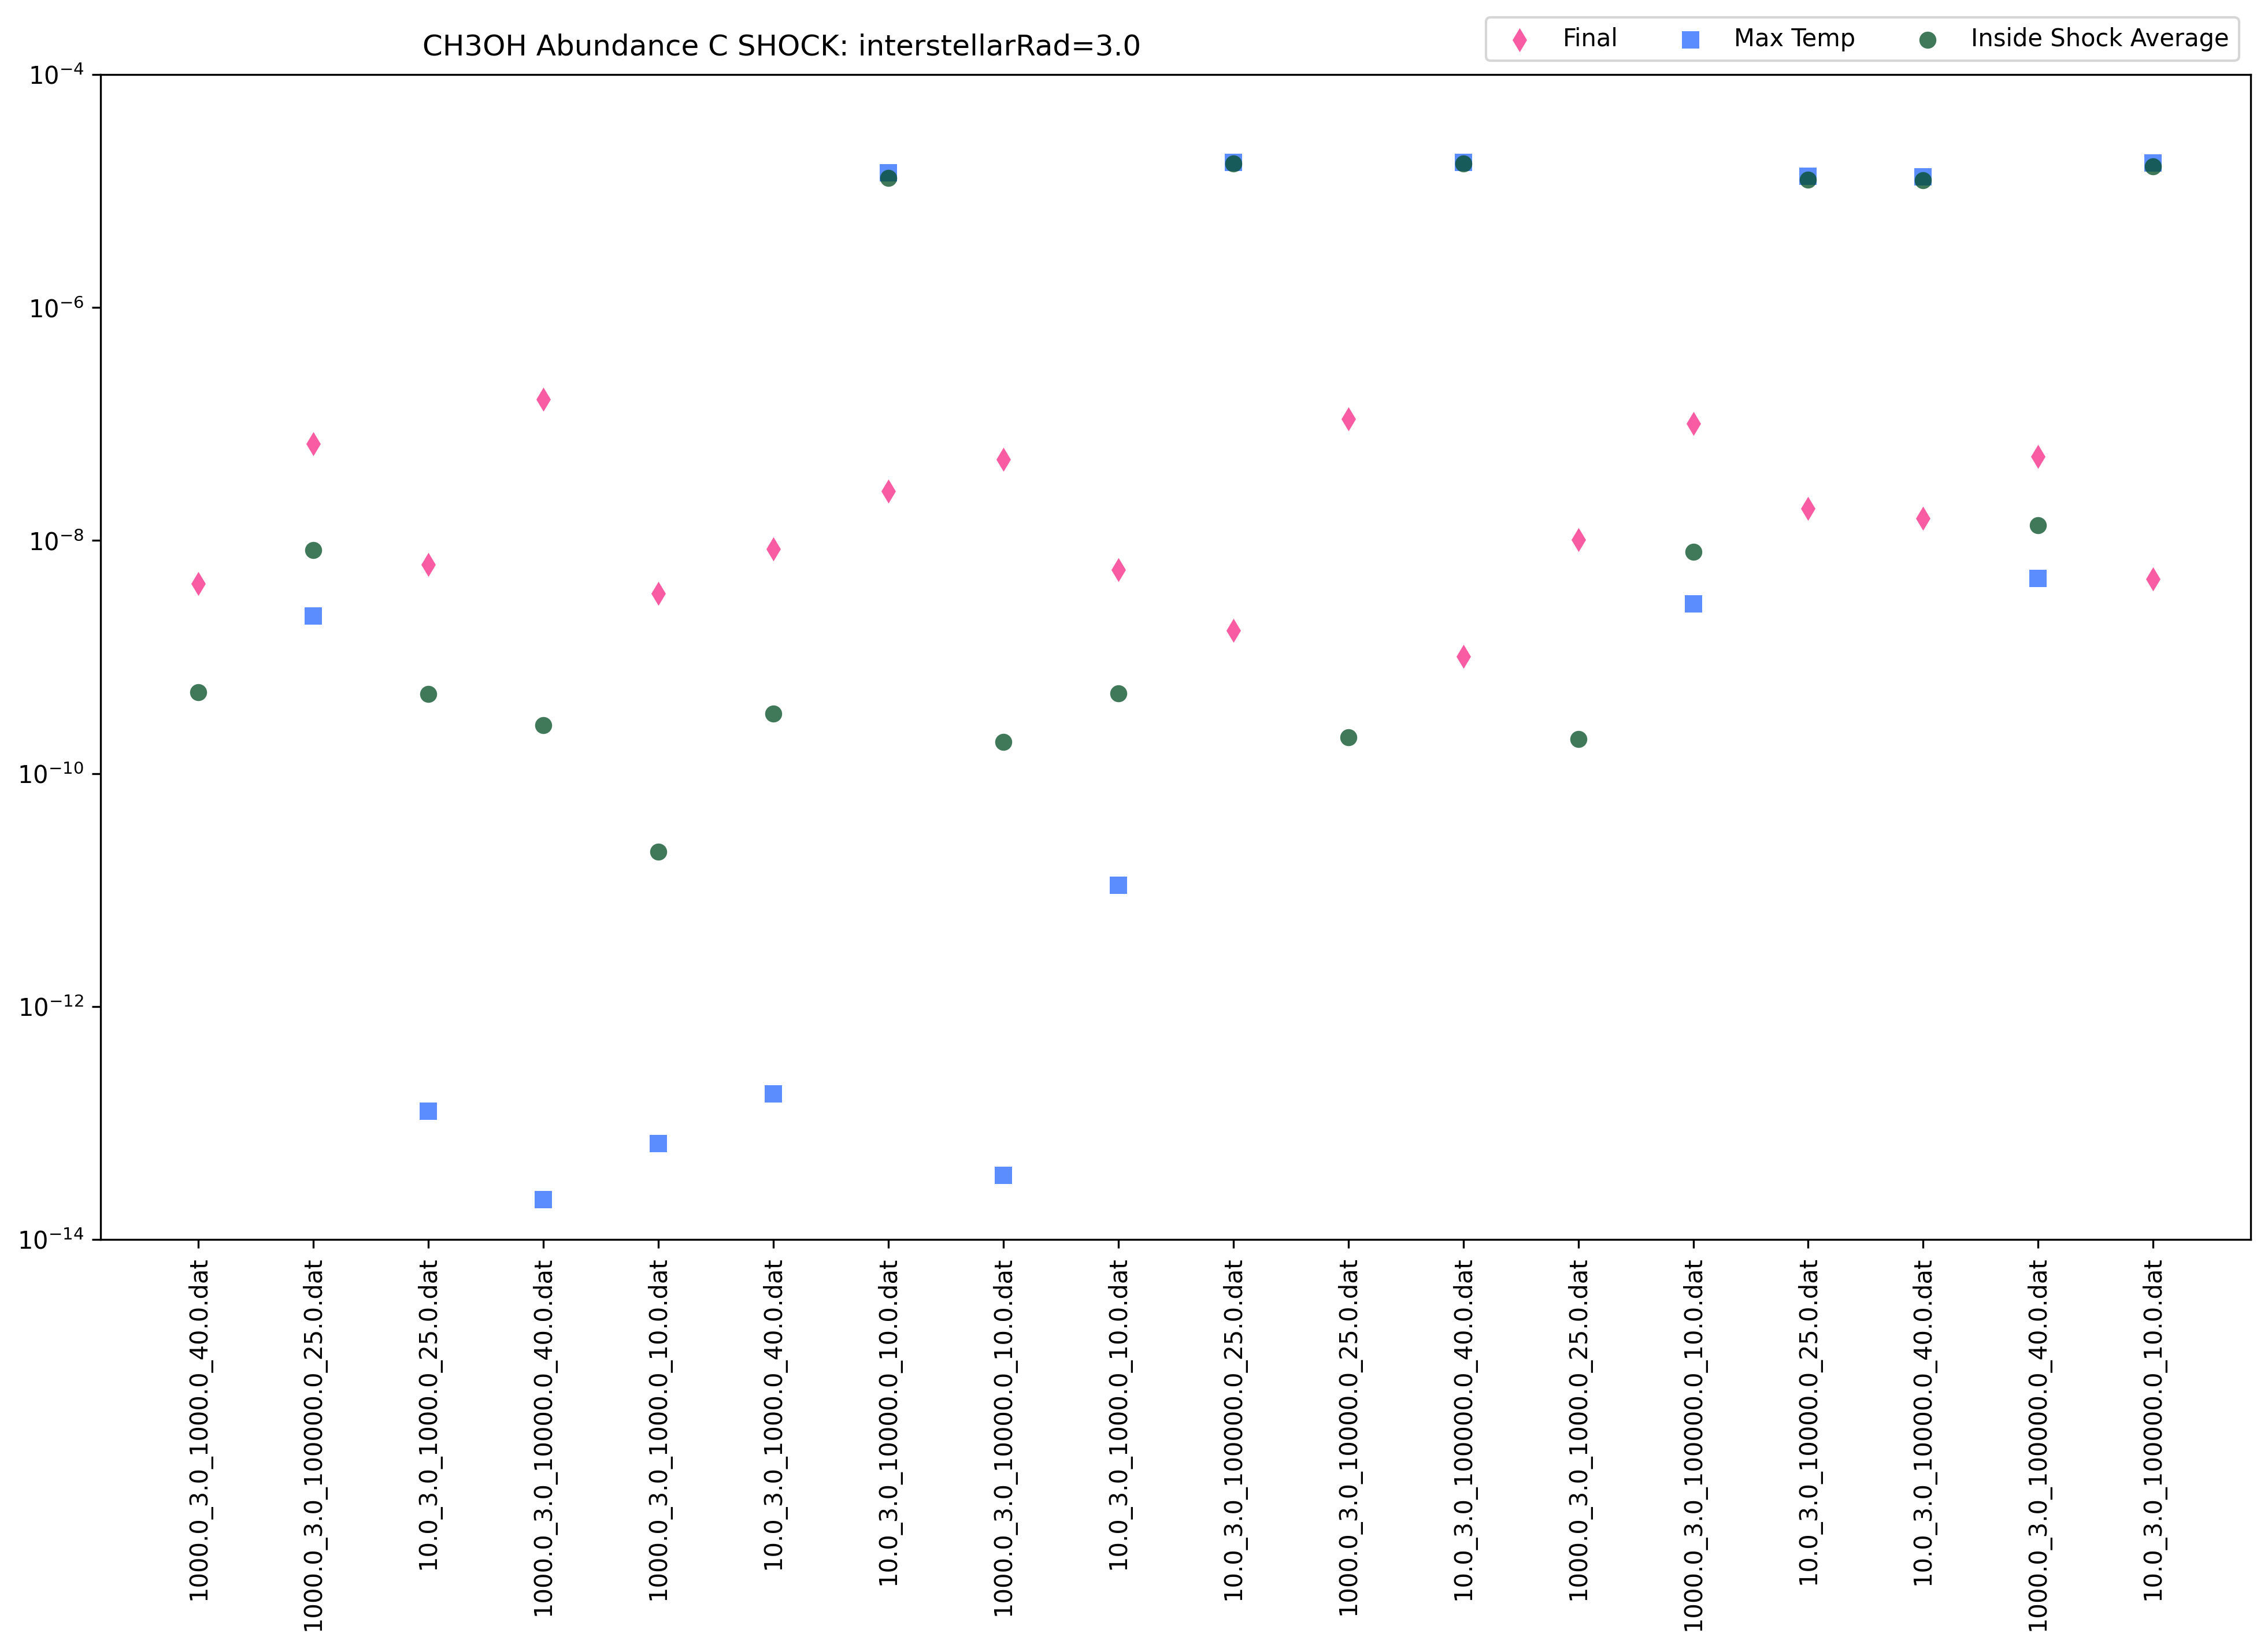 CH3OH Abundance C SHOCK: interstellarRad=3.0
Final
Max Temp
Inside Shock Average
10⁻⁴
10⁻⁶
10⁻⁸
10⁻¹⁰
10⁻¹²
10⁻¹⁴
1000.0_3.0_1000.0_40.0.dat
1000.0_3.0_100000.0_25.0.dat
10.0_3.0_1000.0_25.0.dat
1000.0_3.0_10000.0_40.0.dat
1000.0_3.0_1000.0_10.0.dat
10.0_3.0_1000.0_40.0.dat
10.0_3.0_10000.0_10.0.dat
1000.0_3.0_10000.0_10.0.dat
10.0_3.0_1000.0_10.0.dat
10.0_3.0_100000.0_25.0.dat
1000.0_3.0_10000.0_25.0.dat
10.0_3.0_100000.0_40.0.dat
1000.0_3.0_1000.0_25.0.dat
1000.0_3.0_100000.0_10.0.dat
10.0_3.0_10000.0_25.0.dat
10.0_3.0_10000.0_40.0.dat
1000.0_3.0_100000.0_40.0.dat
10.0_3.0_100000.0_10.0.dat